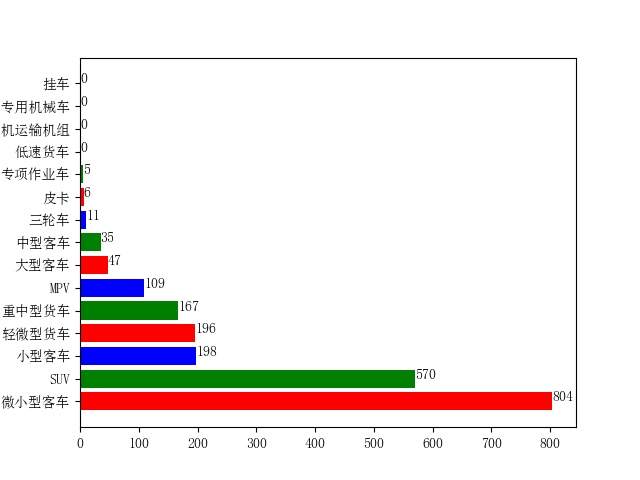 挂车 0
专用机械车 0
机运输机组 0
低速货车 0
专项作业车 5
皮卡 6
三轮车 11
中型客车 35
大型客车 47
MPV 109
重中型货车 167
轻微型货车 196
小型客车 198
SUV 570
微小型客车 804
0 100 200 300 400 500 600 700 800